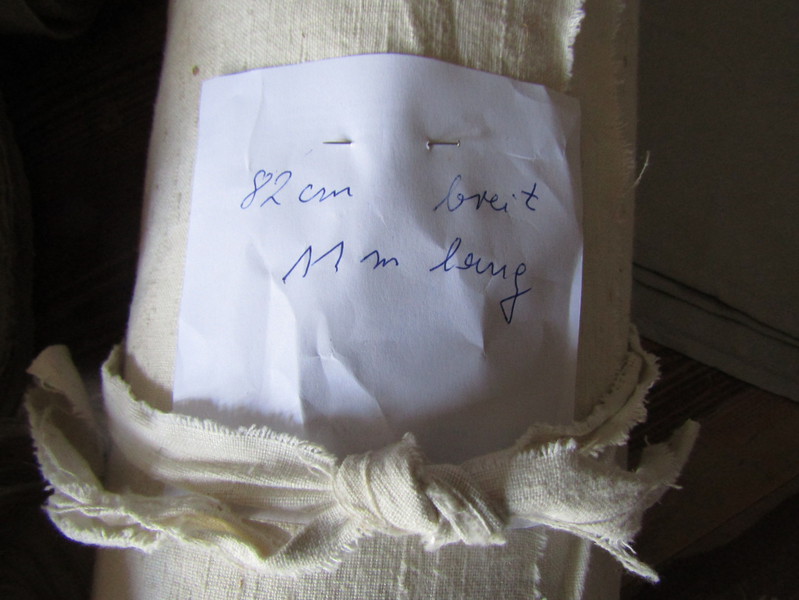 82 cm breit
11 m lang